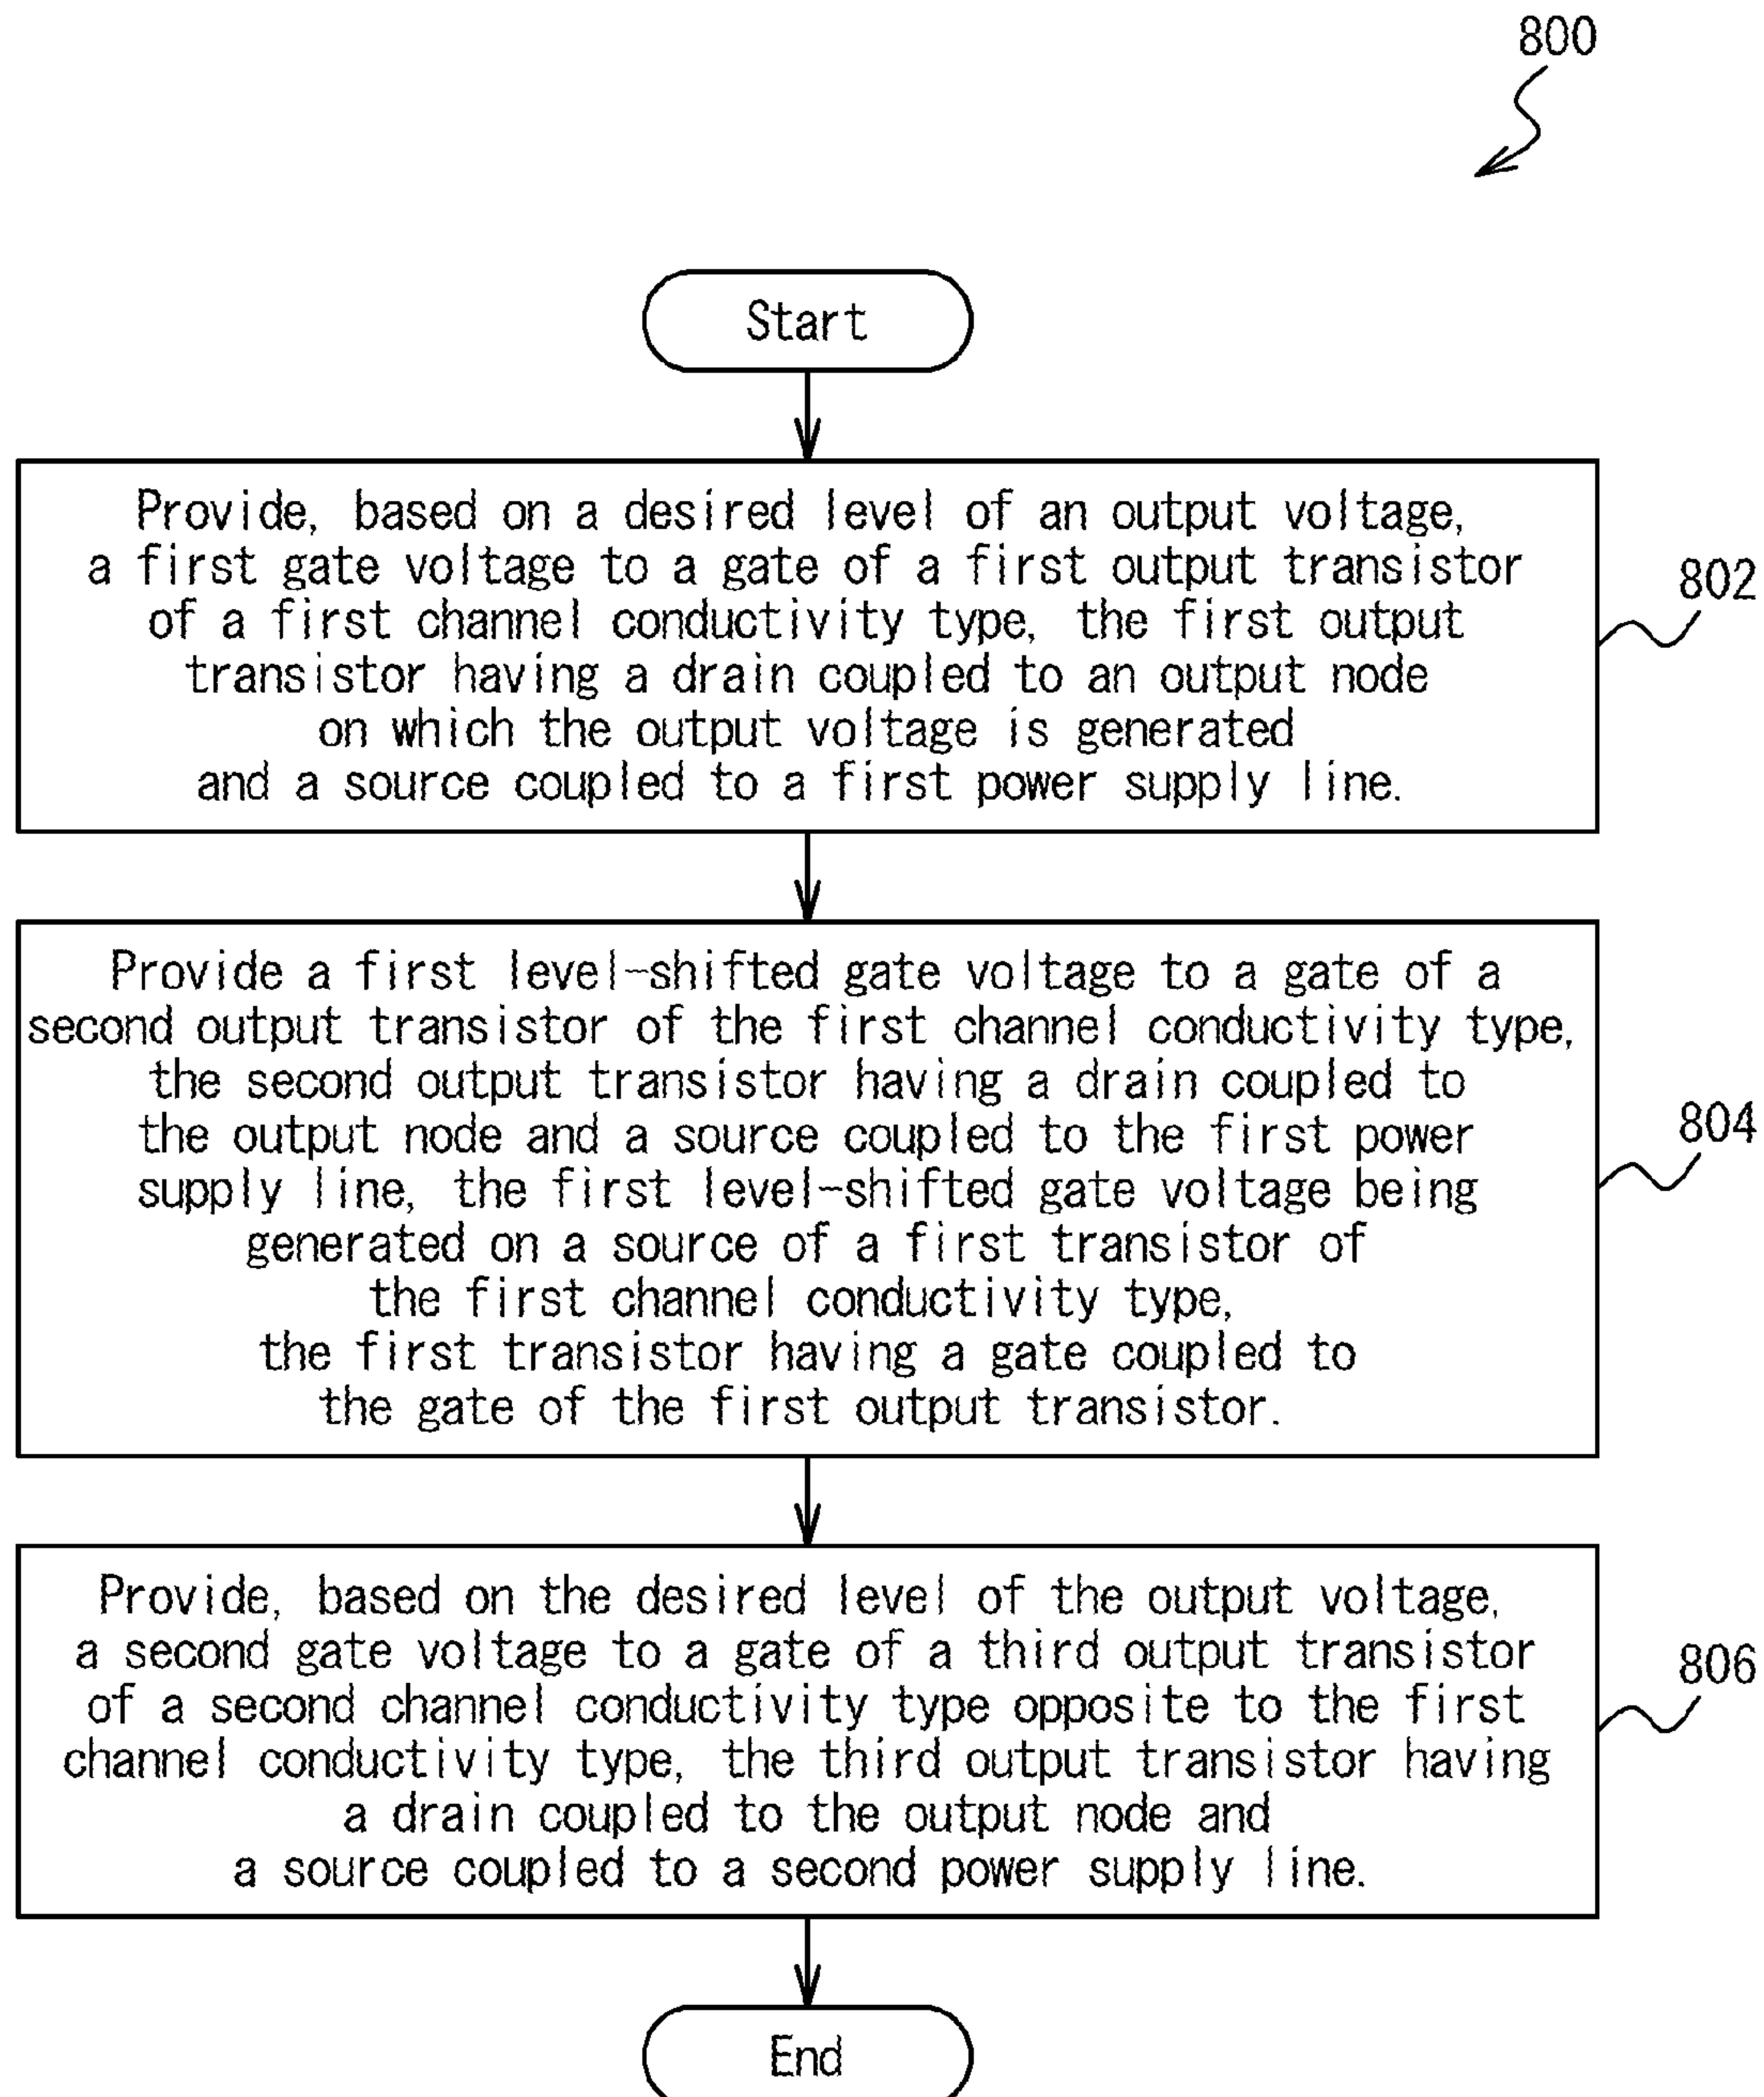 800
Start
Provide, based on a desired level of an output voltage,
a first gate voltage to a gate of a first output transistor
of a first channel conductivity type, the first output
transistor having a drain coupled to an output node
on which the output voltage is generated
and a source coupled to a first power supply line.
802
Provide a first level-shifted gate voltage to a gate of a
second output transistor of the first channel conductivity type,
the second output transistor having a drain coupled to
the output node and a source coupled to the first power
supply line, the first level-shifted gate voltage being
generated on a source of a first transistor of
the first channel conductivity type,
the first transistor having a gate coupled to
the gate of the first output transistor.
804
Provide, based on the desired level of the output voltage,
a second gate voltage to a gate of a third output transistor
of a second channel conductivity type opposite to the first
channel conductivity type, the third output transistor having
a drain coupled to the output node and
a source coupled to a second power supply line.
806
End